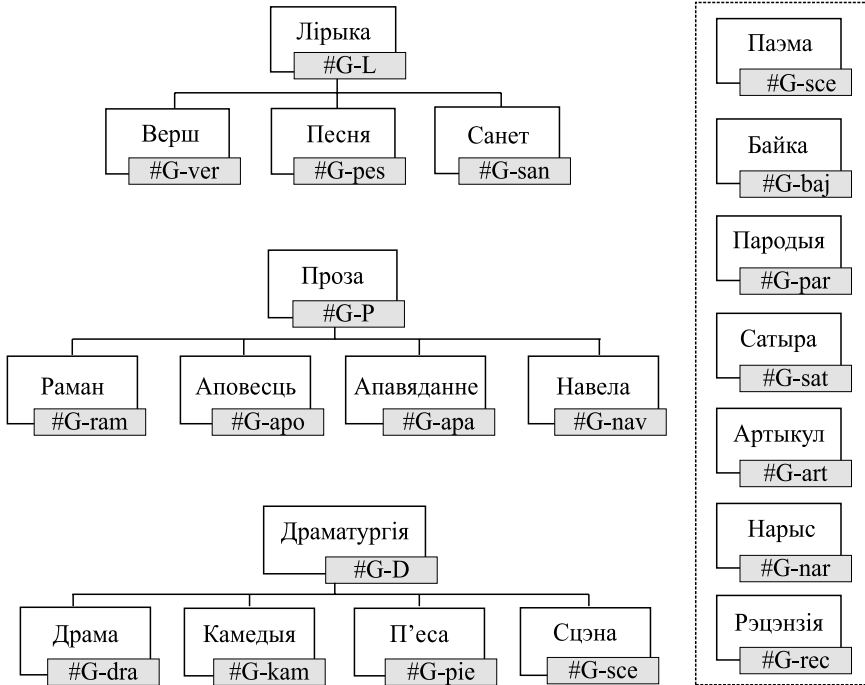 Лірыка
#G-L
Верш
#G-ver
Песня
#G-pes
Санет
#G-san
Проза
#G-P
Раман
#G-ram
Аповесць
#G-apo
Апавяданне
#G-apa
Навела
#G-nav
Драматургія
#G-D
Драма
#G-dra
Камедыя
#G-kam
П’еса
#G-pie
Сцэна
#G-sce
Паэма
#G-sce
Байка
#G-baj
Пародыя
#G-par
Сатыра
#G-sat
Артыкул
#G-art
Нарыс
#G-nar
Рэцэнзія
#G-rec